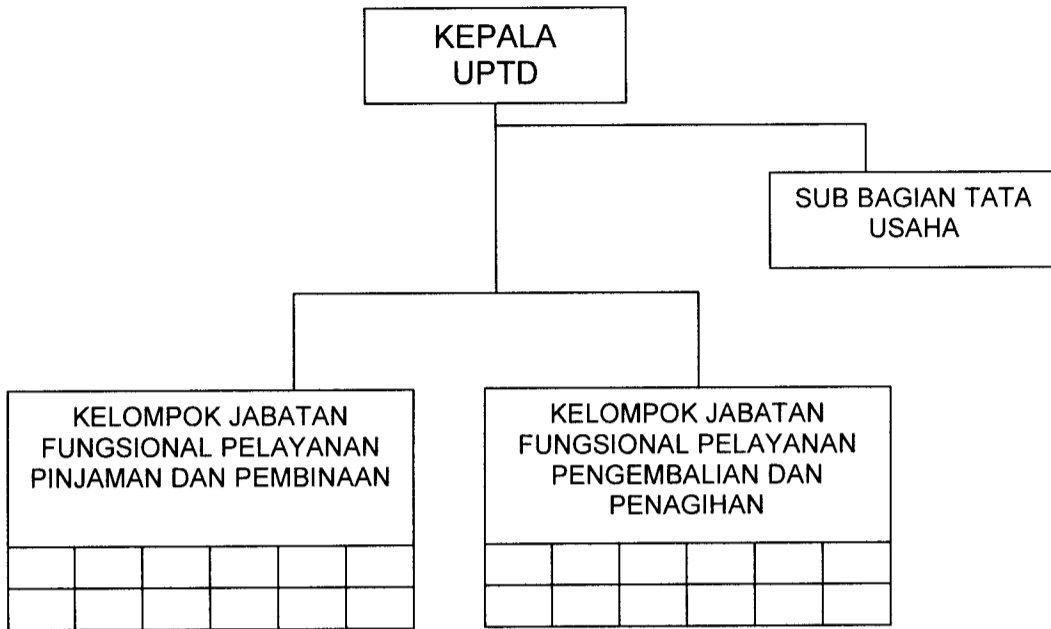 KEPALA
UPTD
SUB BAGIAN TATA
USAHA
KELOMPOK JABATAN
FUNGSIONAL PELAYANAN
PINJAMAN DAN PEMBINAAN
KELOMPOK JABATAN
FUNGSIONAL PELAYANAN
PENGEMBALIAN DAN
PENAGIHAN